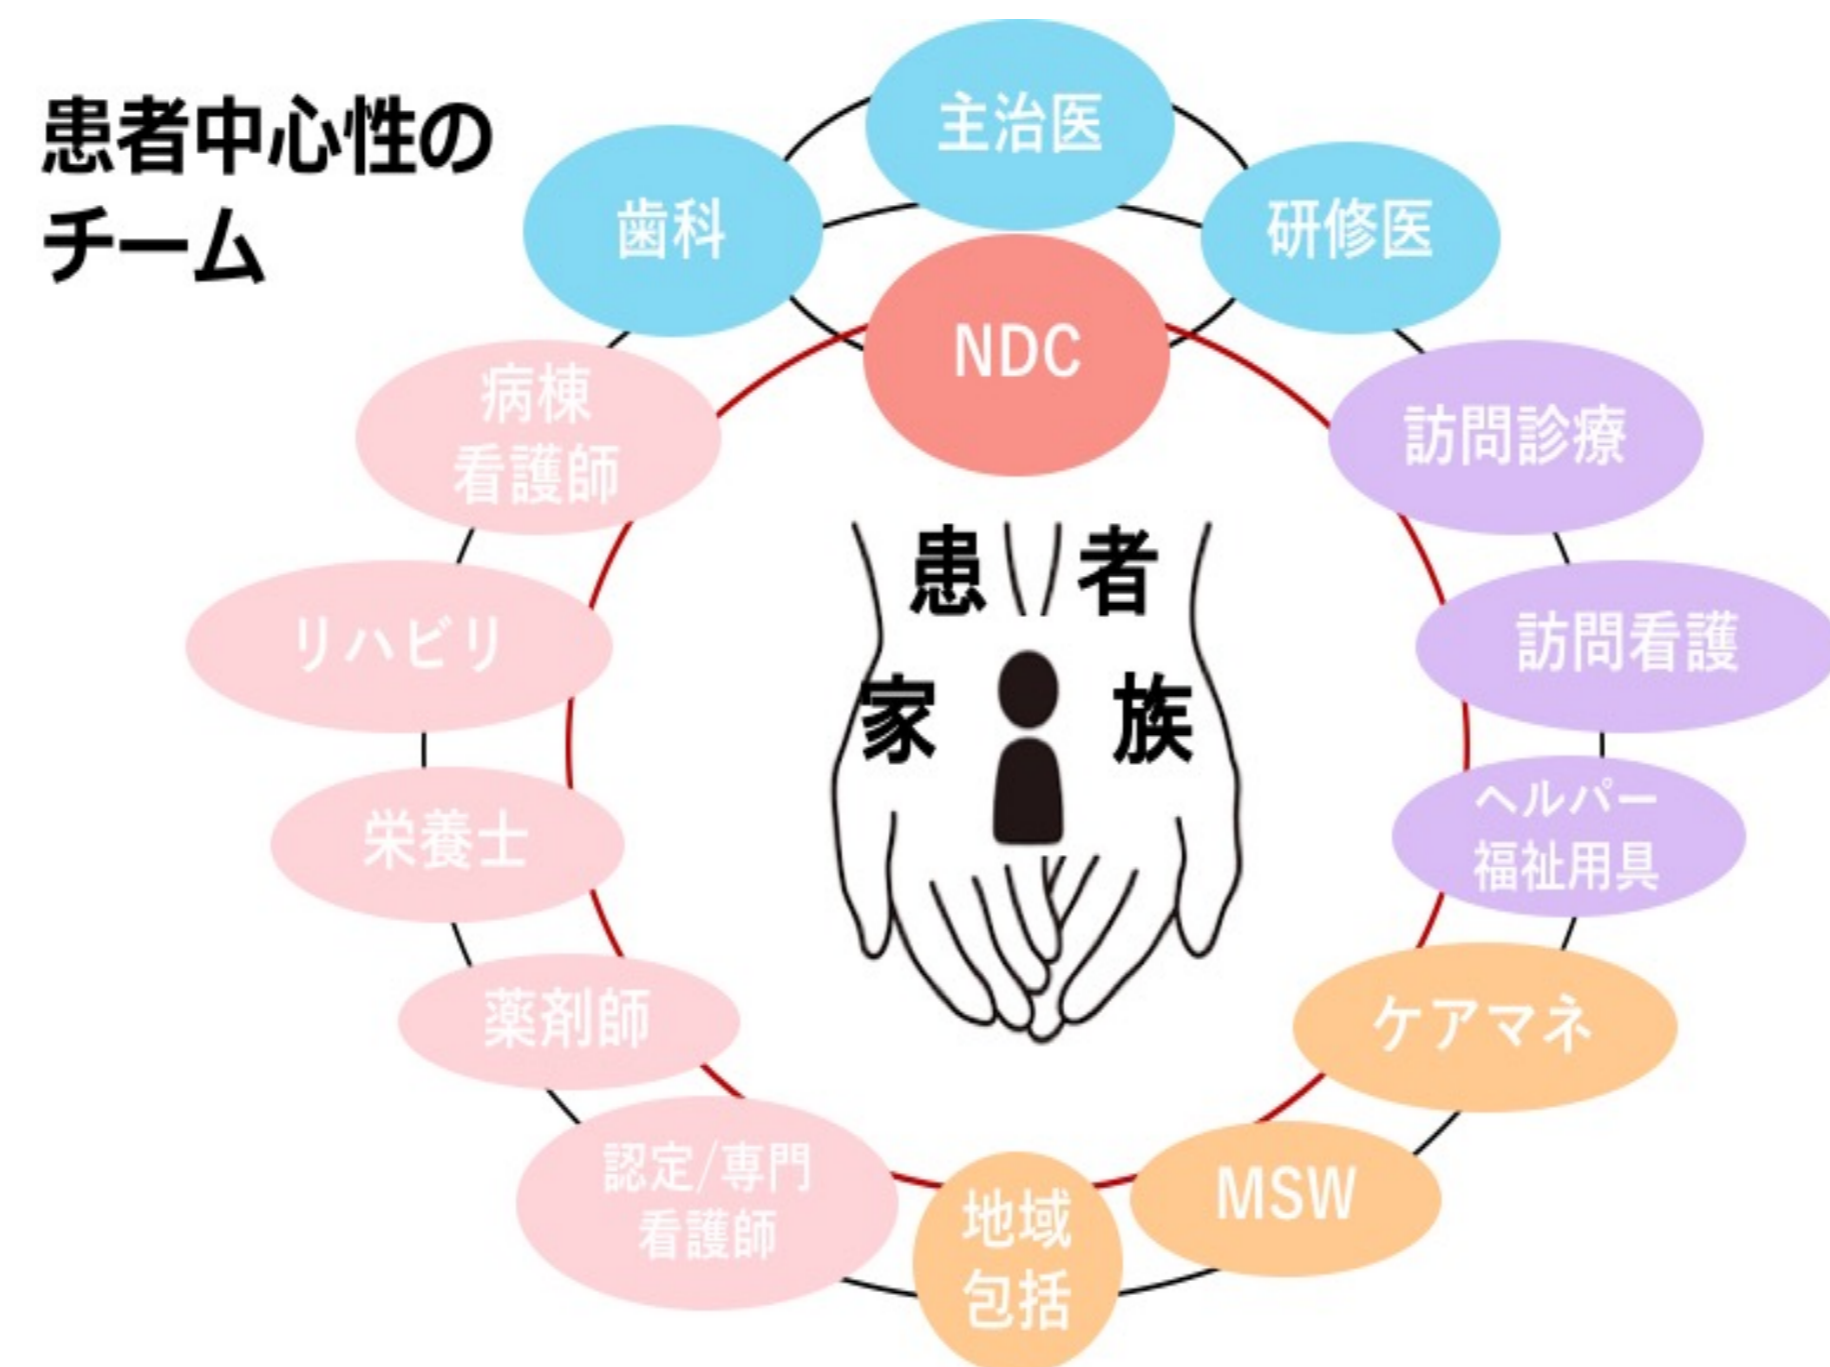 患者中心性の
チーム
主治医
歯科
研修医
NDC
病棟
看護師
訪問診療
患者
家族
リハビリ
訪問看護
栄養士
ヘルパー
福祉用具
薬剤師
ケアマネ
認定/専門
看護師
地域
包括
MSW